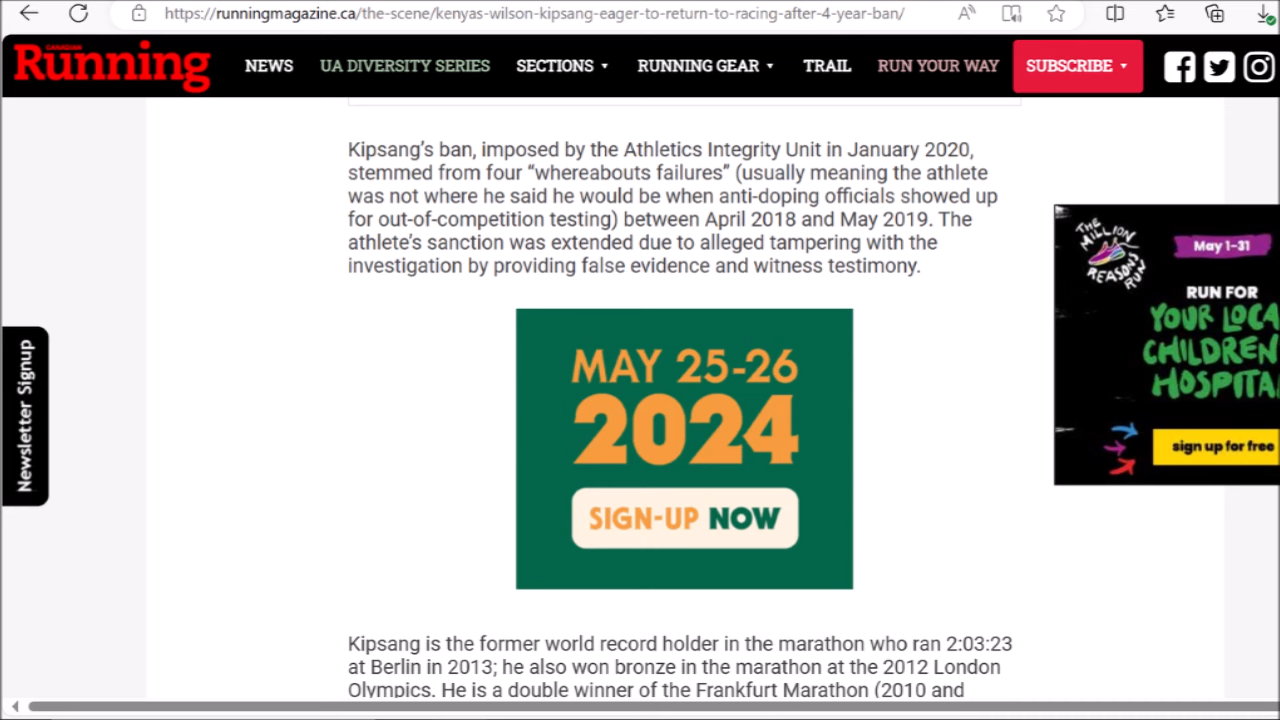 https://runningmagazine.ca/the-scene/kenyas-wilson-kipsang-eager-to-return-to-racing-after-4-year-ban/
CANADIAN
Running
NEWS UA DIVERSITY SERIES SECTIONS RUNNING GEAR TRAIL RUN YOUR WAY SUBSCRIBE
Kipsang’s ban, imposed by the Athletics Integrity Unit in January 2020,
stemmed from four “whereabouts failures” (usually meaning the athlete
was not where he said he would be when anti-doping officials showed up
for out-of-competition testing) between April 2018 and May 2019. The
athlete’s sanction was extended due to alleged tampering with the
investigation by providing false evidence and witness testimony.
MAY 25-26
2024
SIGN-UP NOW
Kipsang is the former world record holder in the marathon who ran 2:03:23
at Berlin in 2013; he also won bronze in the marathon at the 2012 London
Olympics. He is a double winner of the Frankfurt Marathon (2010 and
Newsletter Signup
THE
MILLION
REASONS
RUN
May 1-31
RUN FOR
YOUR LOCA
CHILDREN
HOSPITA
sign up for free